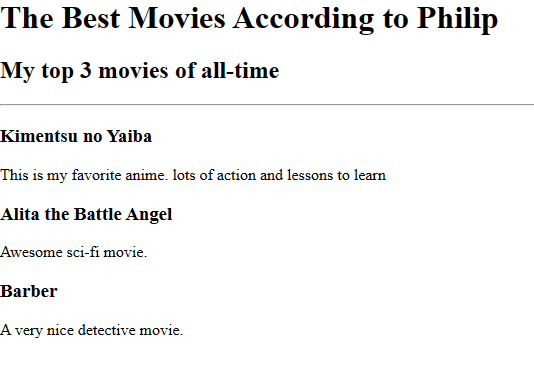 The Best Movies According to Philip
My top 3 movies of all-time
Kimentsu no Yaiba
This is my favorite anime. lots of action and lessons to learn
Alita the Battle Angel
Awesome sci-fi movie.
Barber
A very nice detective movie.